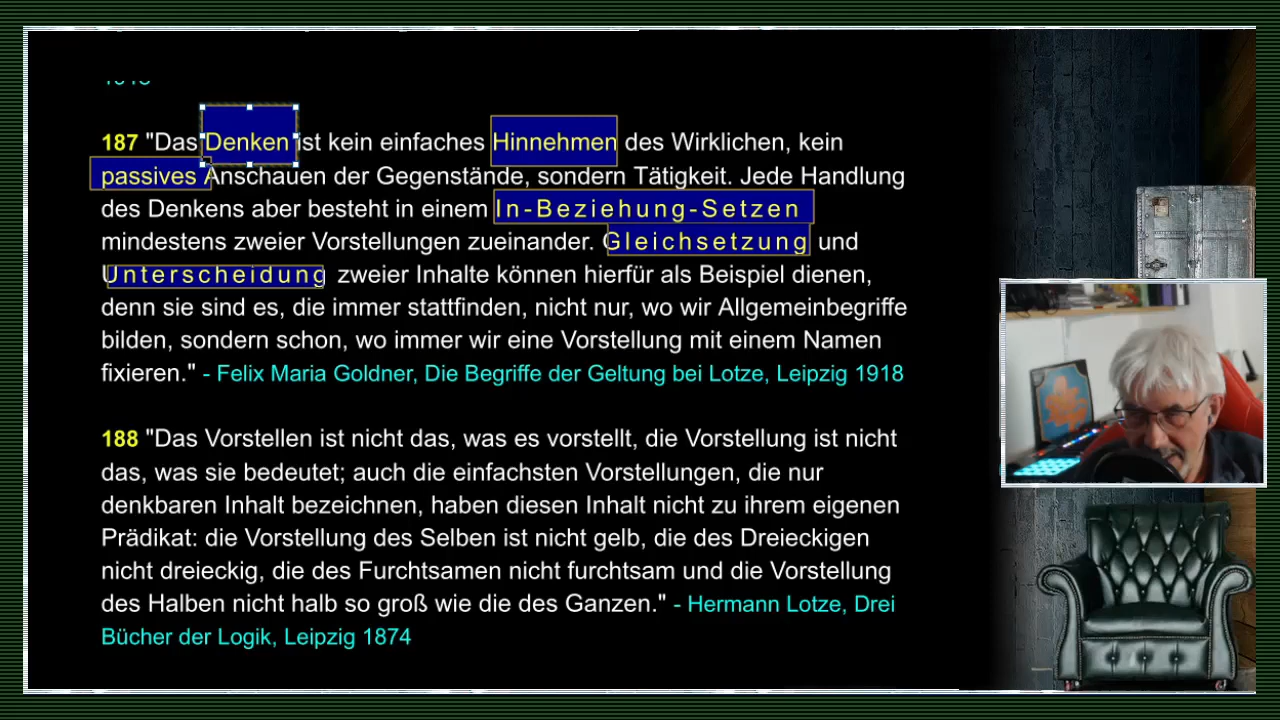 187 "Das Denken ist kein einfaches Hinnehmen des Wirklichen, kein
passives Anschauen der Gegenstände, sondern Tätigkeit. Jede Handlung
des Denkens aber besteht in einem In-Beziehung-Setzen
mindestens zweier Vorstellungen zueinander. Gleichsetzung und
Unterscheidung zweier Inhalte können hierfür als Beispiel dienen,
denn sie sind es, die immer stattfinden, nicht nur, wo wir Allgemeinbegriffe
bilden, sondern schon, wo immer wir eine Vorstellung mit einem Namen
fixieren." - Felix Maria Goldner, Die Begriffe der Geltung bei Lotze, Leipzig 1918
188 "Das Vorstellen ist nicht das, was es vorstellt, die Vorstellung ist nicht
das, was sie bedeutet; auch die einfachsten Vorstellungen, die nur
denkbaren Inhalt bezeichnen, haben diesen Inhalt nicht zu ihrem eigenen
Prädikat: die Vorstellung des Selben ist nicht gelb, die des Dreieckigen
nicht dreieckig, die des Furchtsamen nicht furchtsam und die Vorstellung
des Halben nicht halb so groß wie die des Ganzen." - Hermann Lotze, Drei
Bücher der Logik, Leipzig 1874